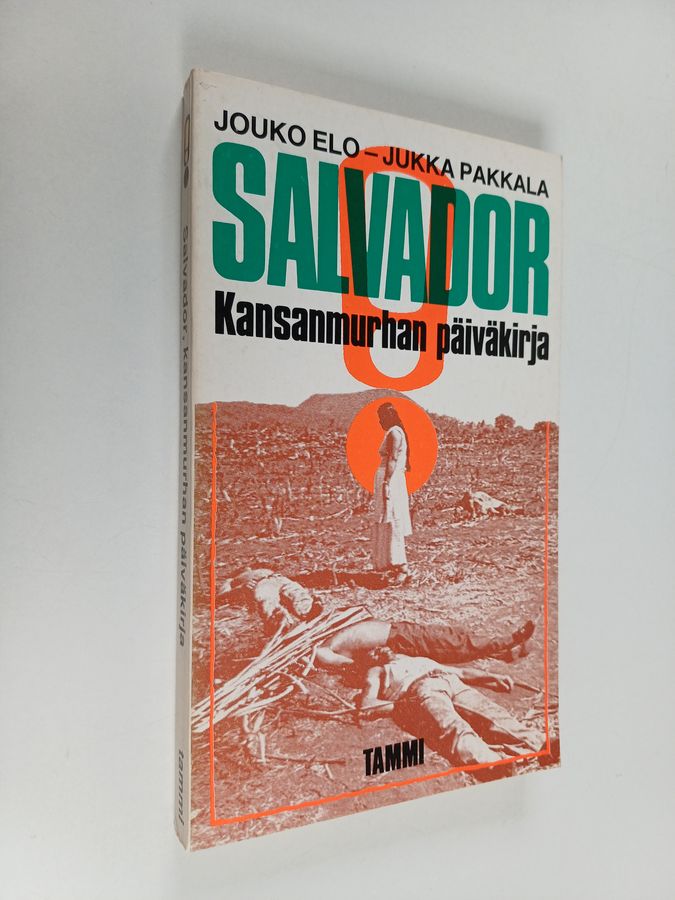 JOUKO ELO – JUKKA PAKKALA
SALVADOR
Kansanmurhan päiväkirja
TAMMI
Salvador, kansanmurhan päiväkirja
tammi